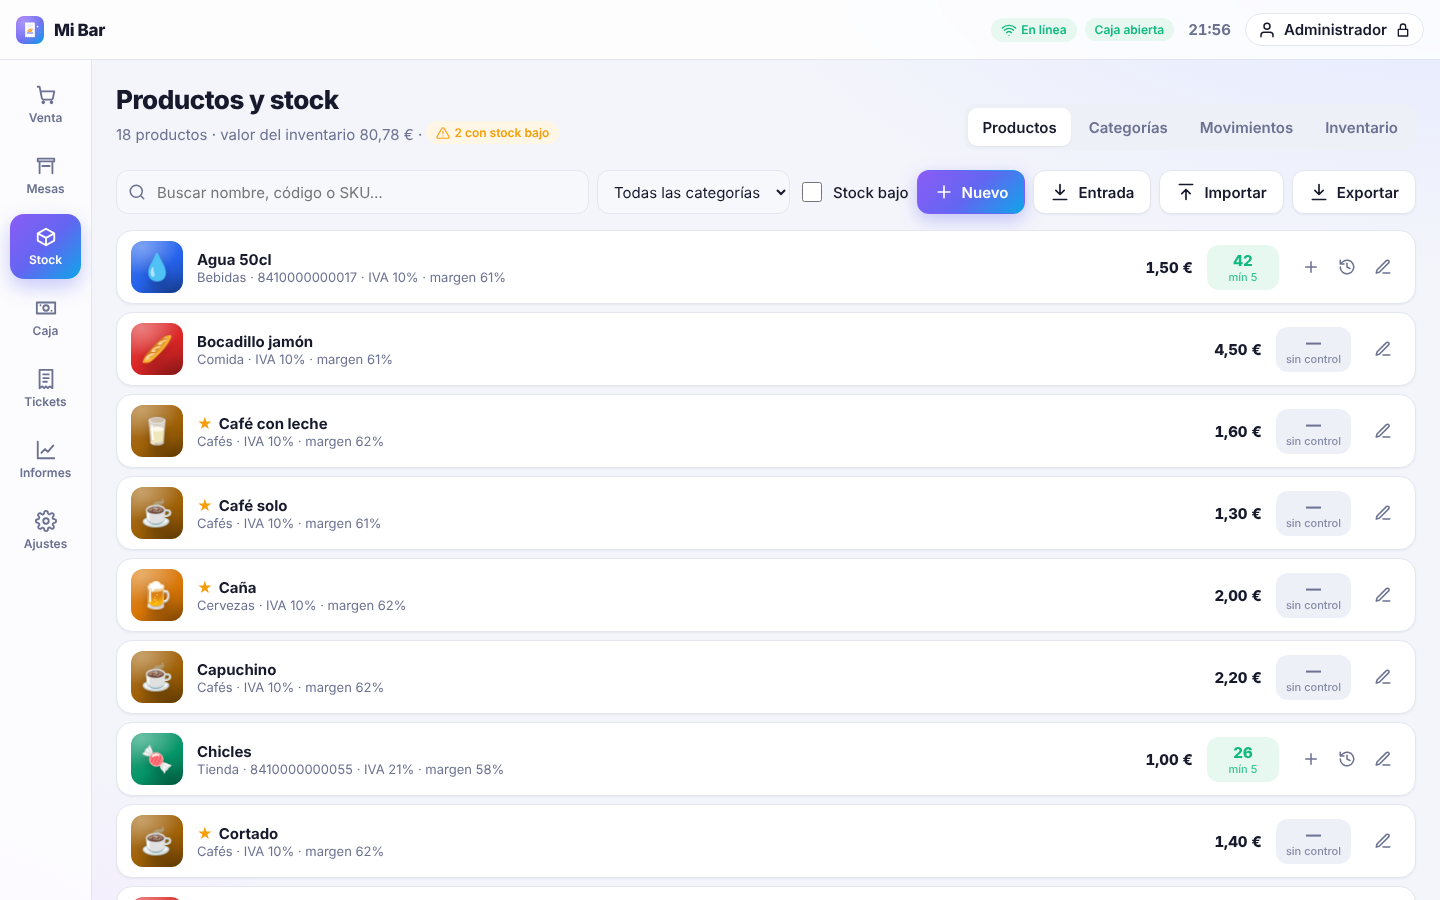 Mi Bar
En línea
Caja abierta
21:56
Administrador
Venta
Mesas
Stock
Caja
Tickets
Informes
Ajustes
Productos y stock
18 productos · valor del inventario 80,78 € · 2 con stock bajo
Productos
Categorías
Movimientos
Inventario
Buscar nombre, código o SKU...
Todas las categorías
Stock bajo
Nuevo
Entrada
Importar
Exportar
Agua 50cl
Bebidas · 8410000000017 · IVA 10% · margen 61%
1,50 €
42
mín 5
Bocadillo jamón
Comida · IVA 10% · margen 61%
4,50 €
—
sin control
★ Café con leche
Cafés · IVA 10% · margen 62%
1,60 €
—
sin control
★ Café solo
Cafés · IVA 10% · margen 61%
1,30 €
—
sin control
★ Caña
Cervezas · IVA 10% · margen 62%
2,00 €
—
sin control
Capuchino
Cafés · IVA 10% · margen 62%
2,20 €
—
sin control
Chicles
Tienda · 8410000000055 · IVA 21% · margen 58%
1,00 €
26
mín 5
★ Cortado
Cafés · IVA 10% · margen 62%
1,40 €
—
sin control